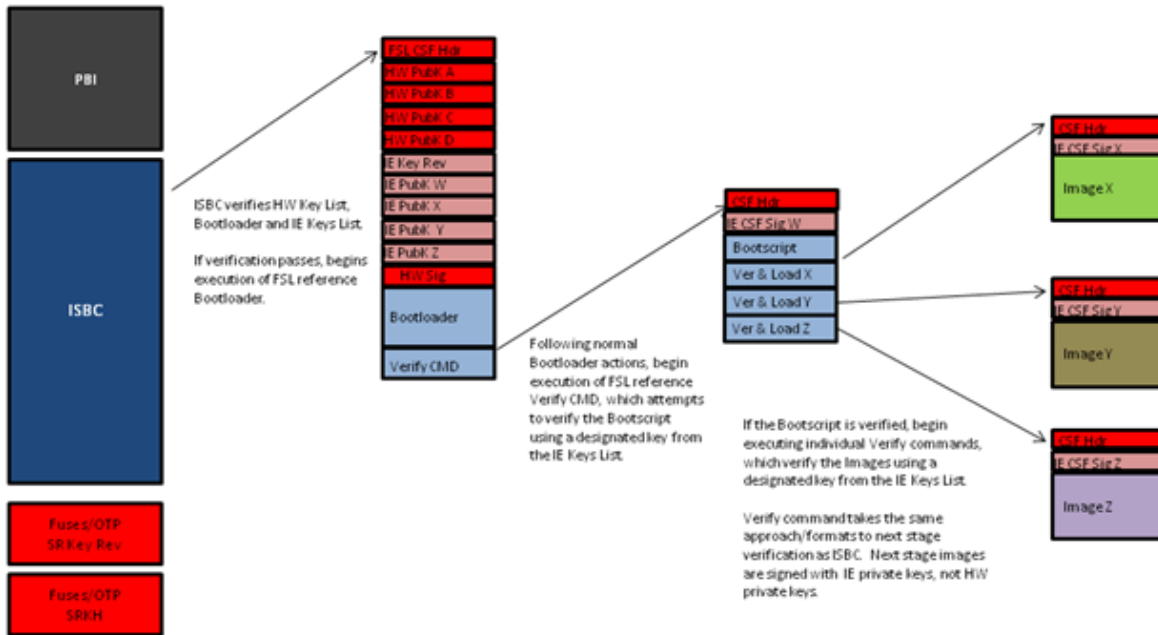 PBI
ISBC
Fuses/OTP
SR Key Rev
Fuses/OTP
SRKH
ISBC verifies HW Key List,
Bootloader and IE Keys List.
If verification passes, begins
execution of FSL reference
Bootloader.
FSL CSF Hdr
HW PubK A
HW PubK B
HW PubK C
HW PubK D
IE Key Rev
IE PubK W
IE PubK X
IE PubK Y
IE PubK Z
HW Sig
Bootloader
Verify CMD
Following normal
Bootloader actions, begin
execution of FSL reference
Verify CMD, which attempts
to verify the Bootscript
using a designated key from
the IE Keys List.
CSF Hdr
IE CSF Sig W
Bootscript
Ver & Load X
Ver & Load Y
Ver & Load Z
If the Bootscript is verified, begin
executing individual Verify commands,
which verify the Images using a
designated key from the IE Keys List.
Verify command takes the same
approach/formats to next stage
verification as ISBC. Next stage images
are signed with IE private keys, not HW
private keys.
CSF Hdr
IE CSF Sig X
Image X
CSF Hdr
IE CSF Sig Y
Image Y
CSF Hdr
IE CSF Sig Z
Image Z